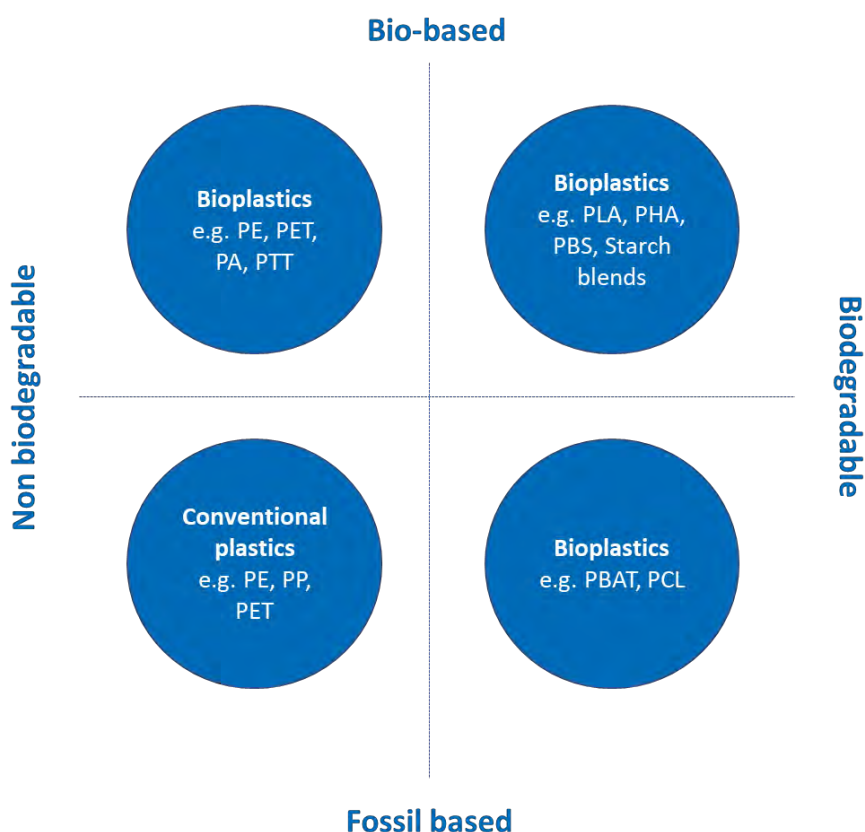 Bio-based
Bioplastics
e.g. PE, PET,
PA, PTT
Bioplastics
e.g. PLA, PHA,
PBS, Starch
blends
Non biodegradable
Biodegradable
Conventional
plastics
e.g. PE, PP,
PET
Bioplastics
e.g. PBAT, PCL
Fossil based